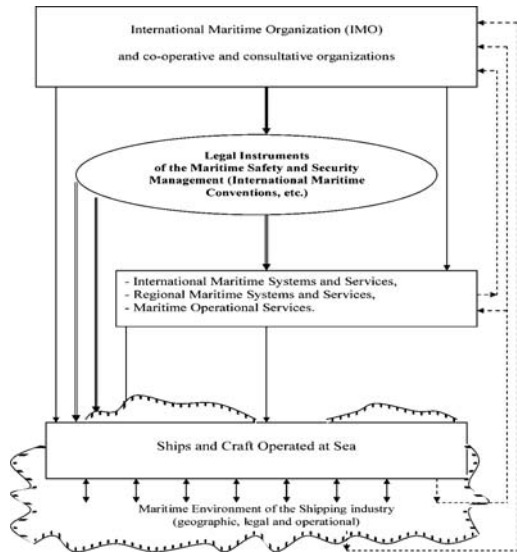 International Maritime Organization (IMO)
and co-operative and consultative organizations
Legal Instruments
of the Maritime Safety and Security
Management (International Maritime
Conventions, etc.)
- International Maritime Systems and Services,
- Regional Maritime Systems and Services,
- Maritime Operational Services.
Ships and Craft Operated at Sea
Maritime Environment of the Shipping industry
(geographic, legal and operational)